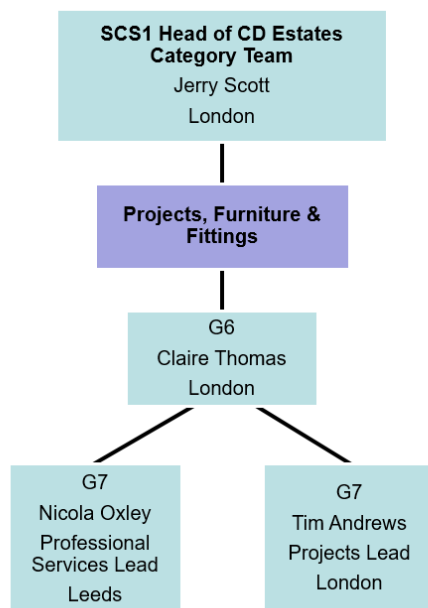 SCS1 Head of CD Estates
Category Team
Jerry Scott
London
Projects, Furniture &
Fittings
G6
Claire Thomas
London
G7
Nicola Oxley
Professional
Services Lead
Leeds
G7
Tim Andrews
Projects Lead
London